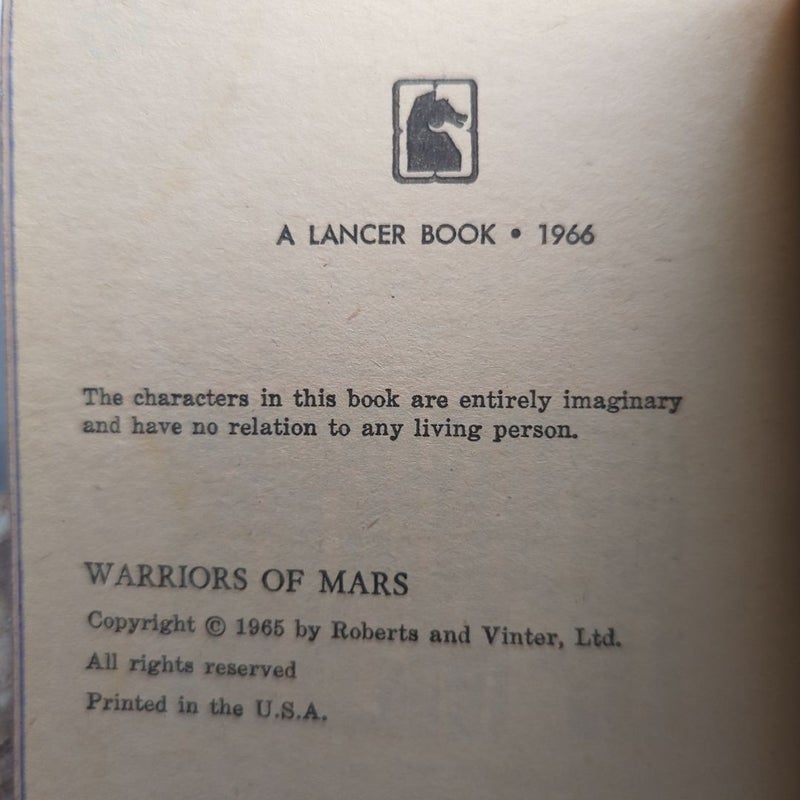 A LANCER BOOK • 1966
The characters in this book are entirely imaginary
and have no relation to any living person.
WARRIORS OF MARS
Copyright © 1965 by Roberts and Vinter, Ltd.
All rights reserved
Printed in the U.S.A.